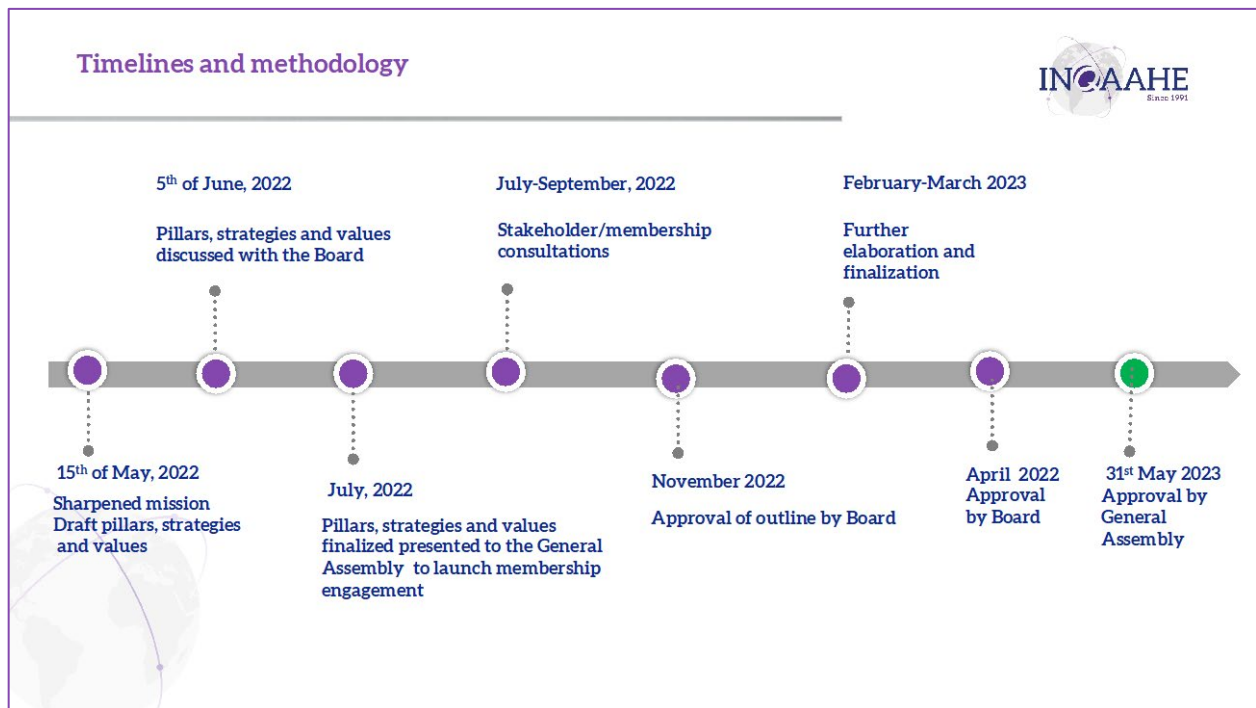 Timelines and methodology
INQAAHE
Since 1991
5th of June, 2022
Pillars, strategies and values
discussed with the Board
July-September, 2022
Stakeholder/membership
consultations
February-March 2023
Further
elaboration and
finalization
15th of May, 2022
Sharpened mission
Draft pillars, strategies
and values
July, 2022
Pillars, strategies and values
finalized presented to the General
Assembly to launch membership
engagement
November 2022
Approval of outline by Board
April 2022
Approval
by Board
31st May 2023
Approval by
General
Assembly